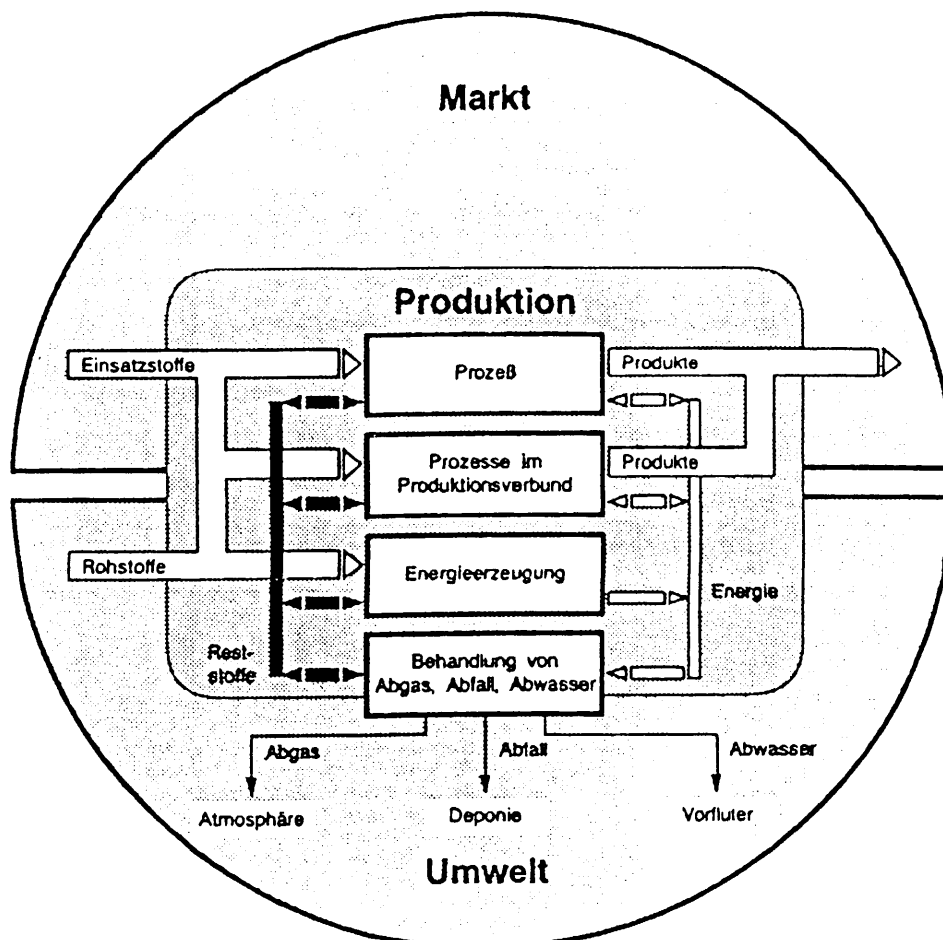 Markt
Produktion
Einsatzstoffe
Prozeß
Produkte
Prozesse im
Produktionsverbund
Produkte
Rohstoffe
Energieerzeugung
Energie
Rest-
stoffe
Behandlung von
Abgas, Abfall, Abwasser
Abgas
Abfall
Abwasser
Atmosphäre
Deponie
Vorfluter
Umwelt